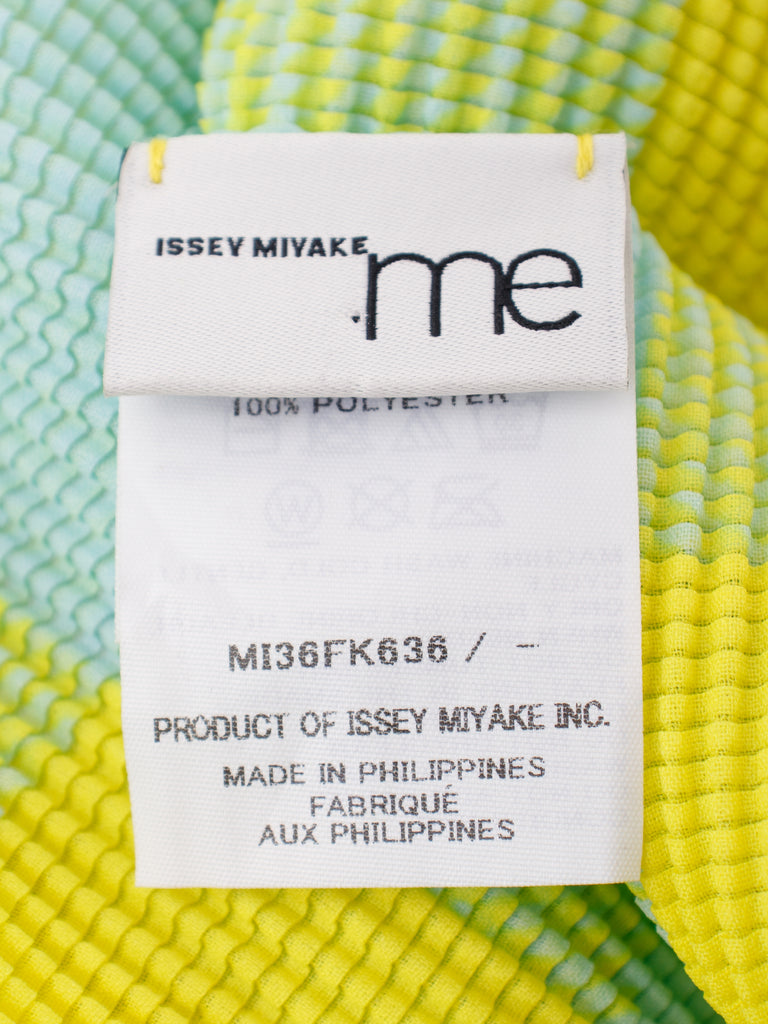 ISSEY MIYAKE
.me
100% POLYESTER
W
MI36FK636 / -
PRODUCT OF ISSEY MIYAKE INC.
MADE IN PHILIPPINES
FABRIQUÉ
AUX PHILIPPINES